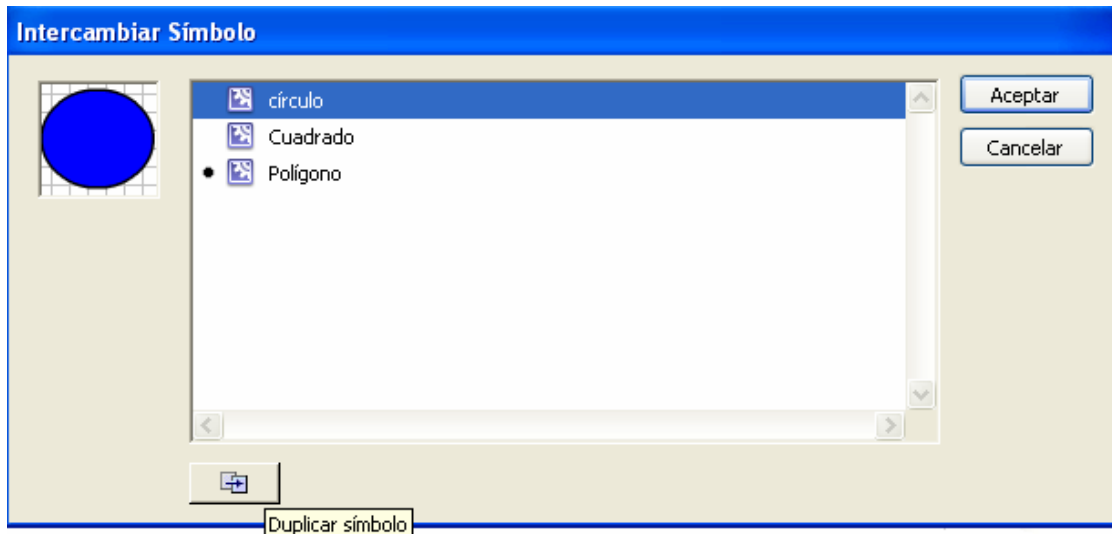 Intercambiar Símbolo
círculo
Cuadrado
Polígono
Aceptar
Cancelar
Duplicar símbolo